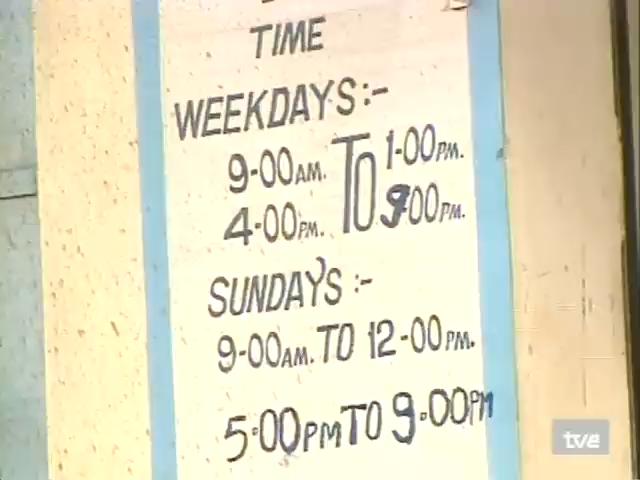 TIME
WEEKDAYS:-
9-00AM. TO 1-00PM.
4-00PM. TO 9-00PM.
SUNDAYS :-
9-00AM. TO 12-00PM.
5-00PM TO 9-00PM
tve